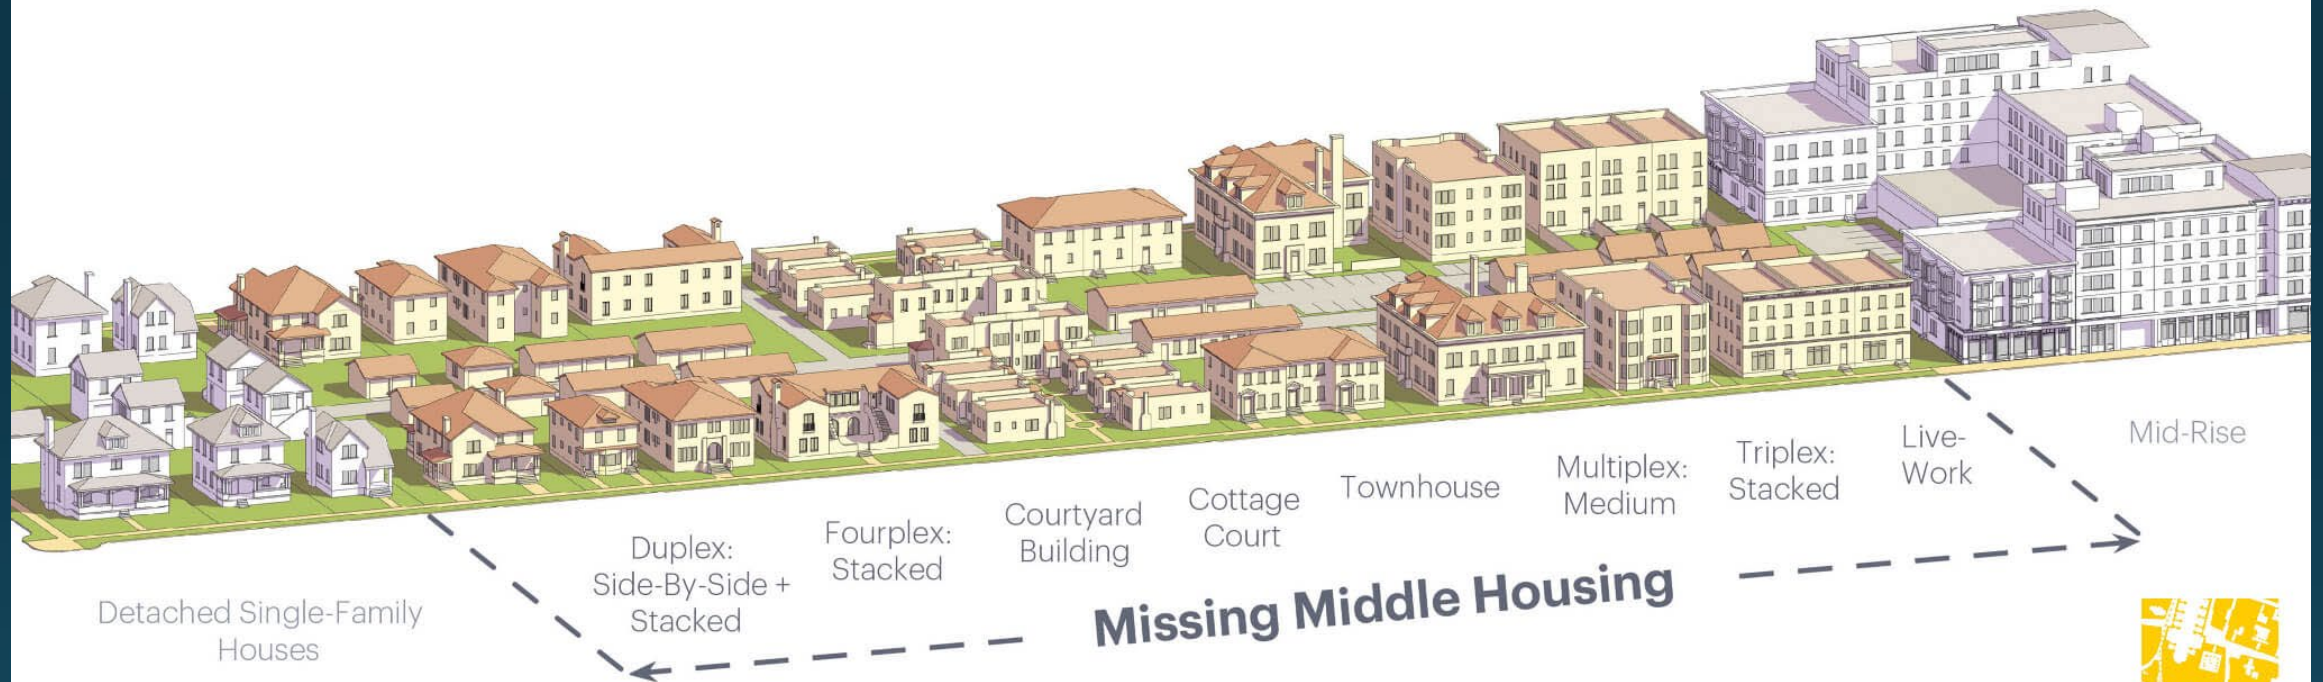 Detached Single-Family
Houses
Duplex:
Side-By-Side +
Stacked
Fourplex:
Stacked
Courtyard
Building
Cottage
Court
Townhouse
Multiplex:
Medium
Triplex:
Stacked
Live-
Work
Mid-Rise
Missing Middle Housing